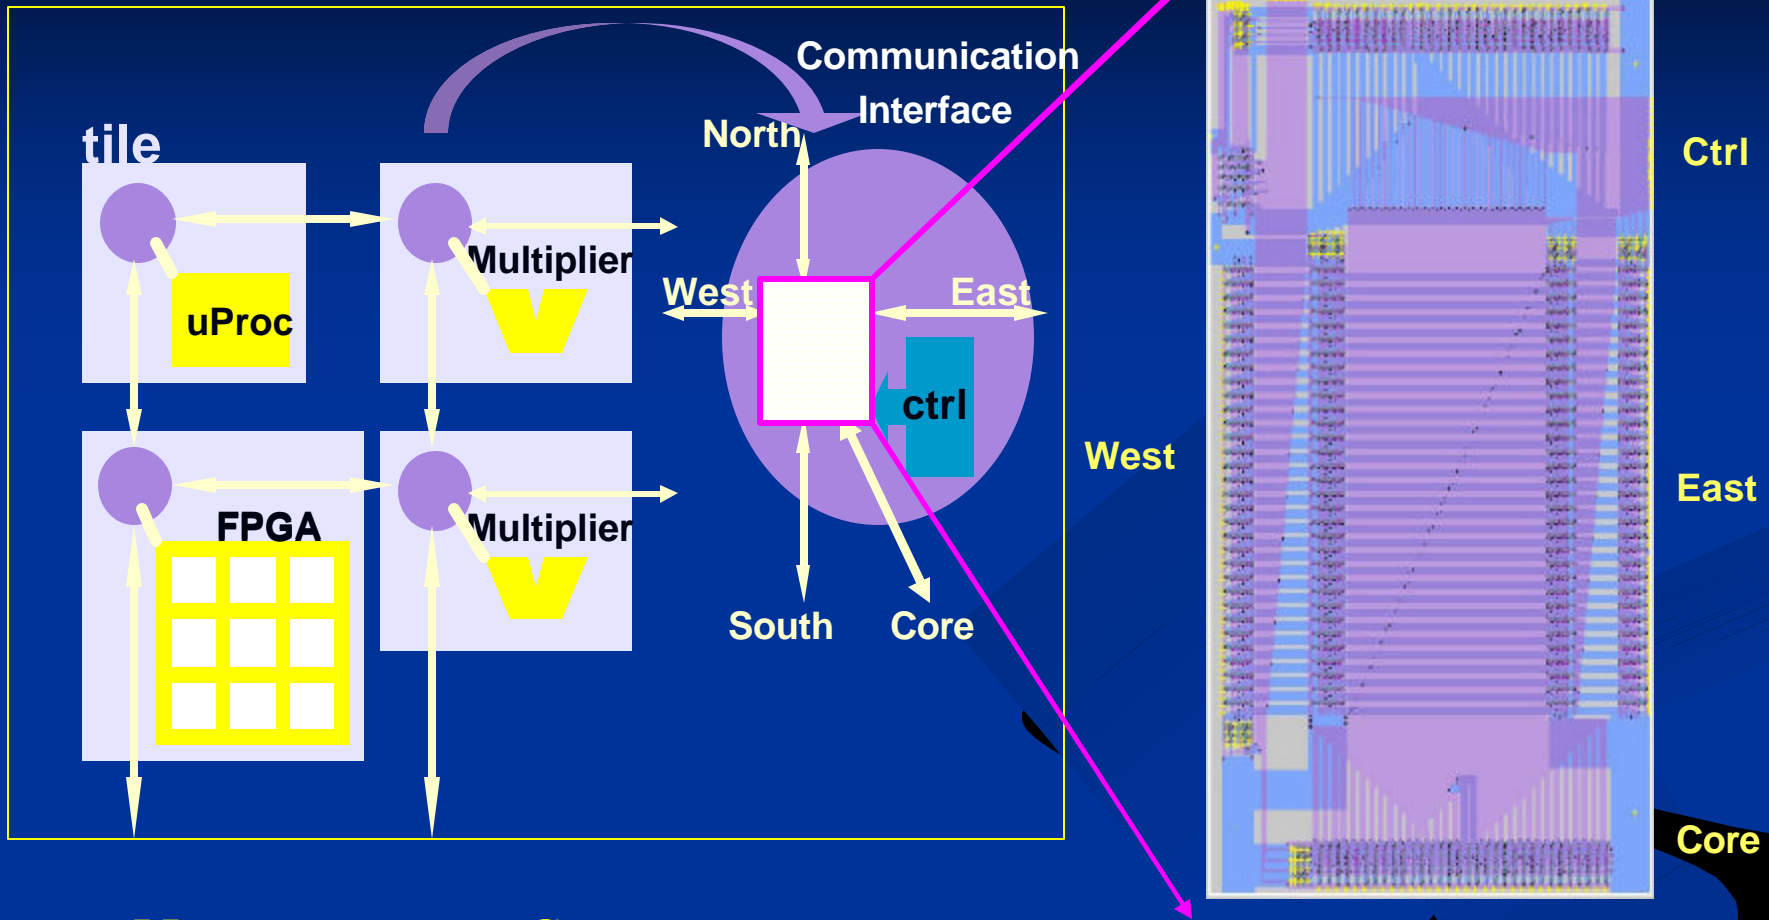 Communication
Interface
tile
North
Multiplier
uProc
West
East
ctrl
FPGA
Multiplier
South
Core
Ctrl
West
East
Core